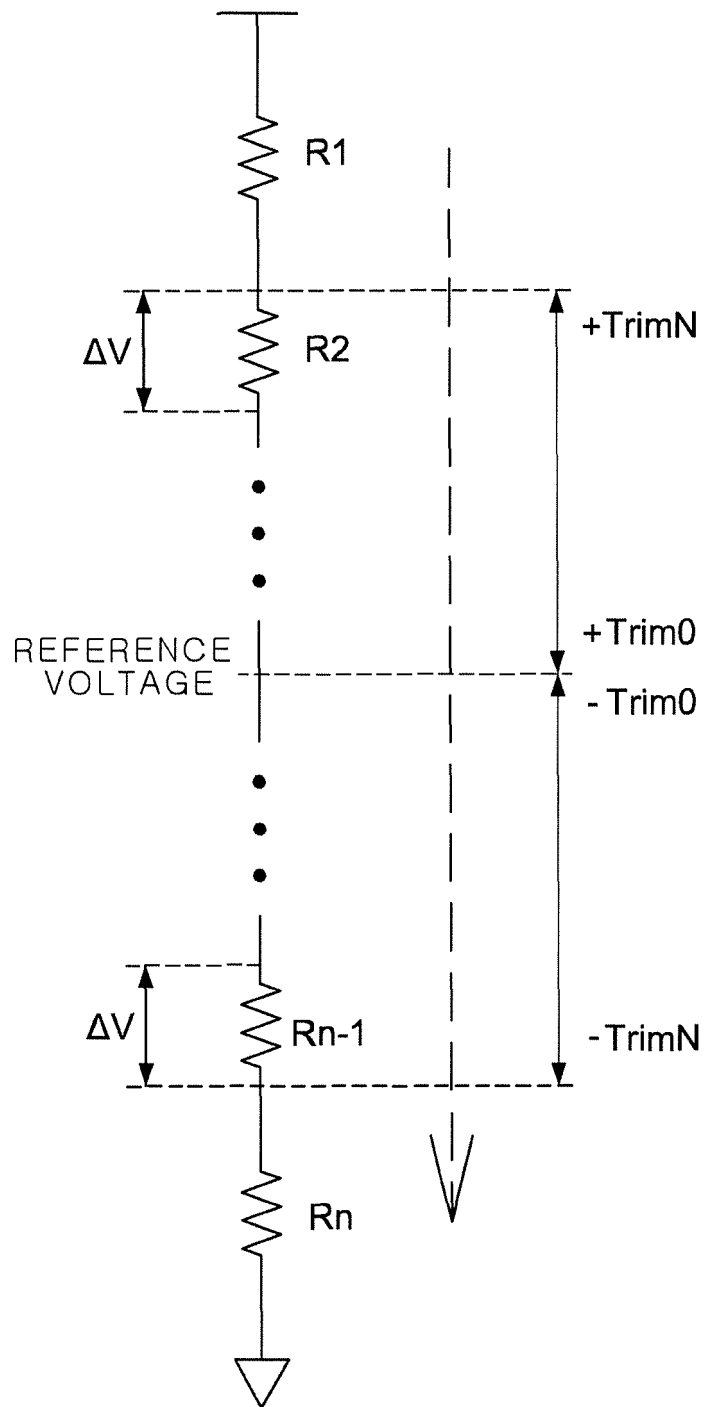 R1
+TrimN
ΔV
R2
REFERENCE
VOLTAGE
+Trim0
- Trim0
ΔV
Rn-1
-TrimN
Rn